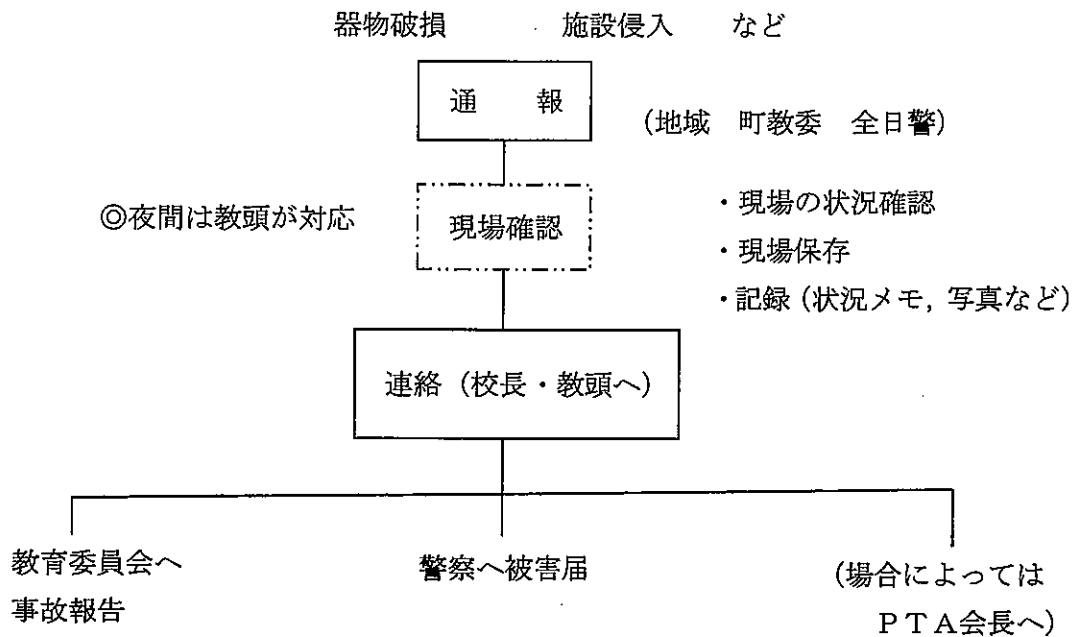 器物破損　　施設侵入　など
通　報
（地域　町教委　全日警）
◎夜間は教頭が対応
現場確認
・現場の状況確認
・現場保存
・記録（状況メモ，写真など）
連絡（校長・教頭へ）
教育委員会へ
事故報告
警察へ被害届
（場合によっては
ＰＴＡ会長へ）